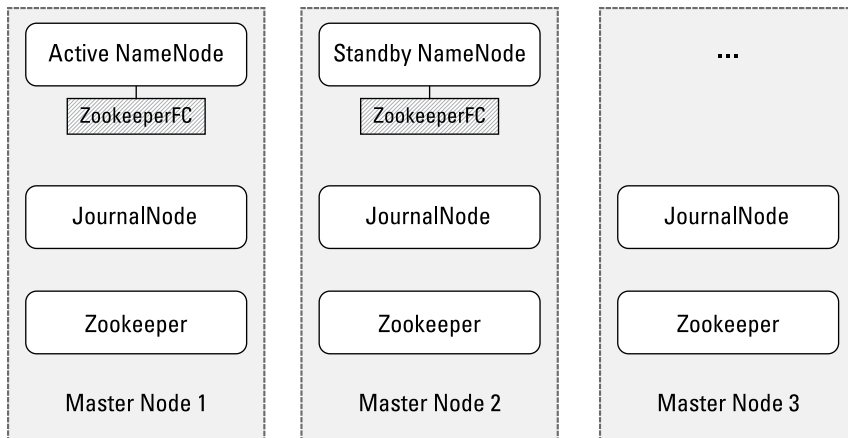 Active NameNode
ZookeeperFC
JournalNode
Zookeeper
Master Node 1
Standby NameNode
ZookeeperFC
JournalNode
Zookeeper
Master Node 2
...
JournalNode
Zookeeper
Master Node 3